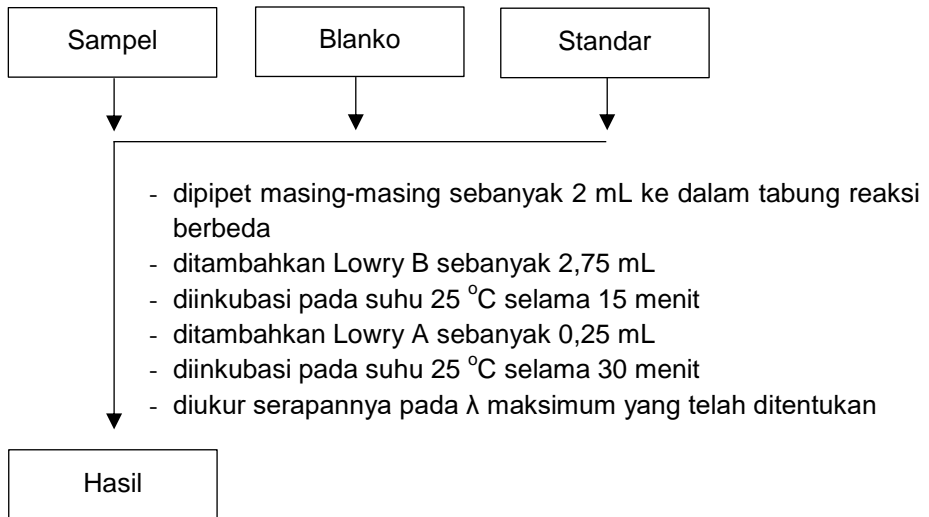 Sampel
Blanko
Standar
- dipipet masing-masing sebanyak 2 mL ke dalam tabung reaksi
berbeda
- ditambahkan Lowry B sebanyak 2,75 mL
- diinkubasi pada suhu 25 °C selama 15 menit
- ditambahkan Lowry A sebanyak 0,25 mL
- diinkubasi pada suhu 25 °C selama 30 menit
- diukur serapannya pada λ maksimum yang telah ditentukan
Hasil